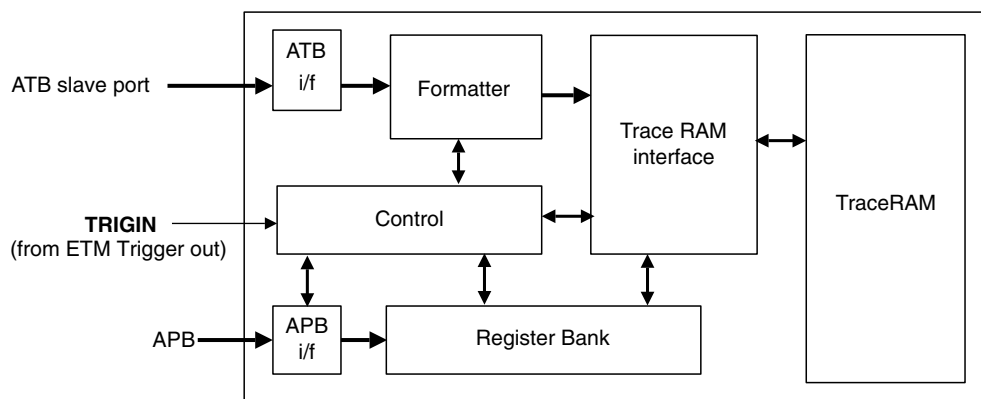 ATB
i/f
ATB slave port
Formatter
Trace RAM
interface
TraceRAM
TRIGIN
(from ETM Trigger out)
Control
APB
APB
i/f
Register Bank